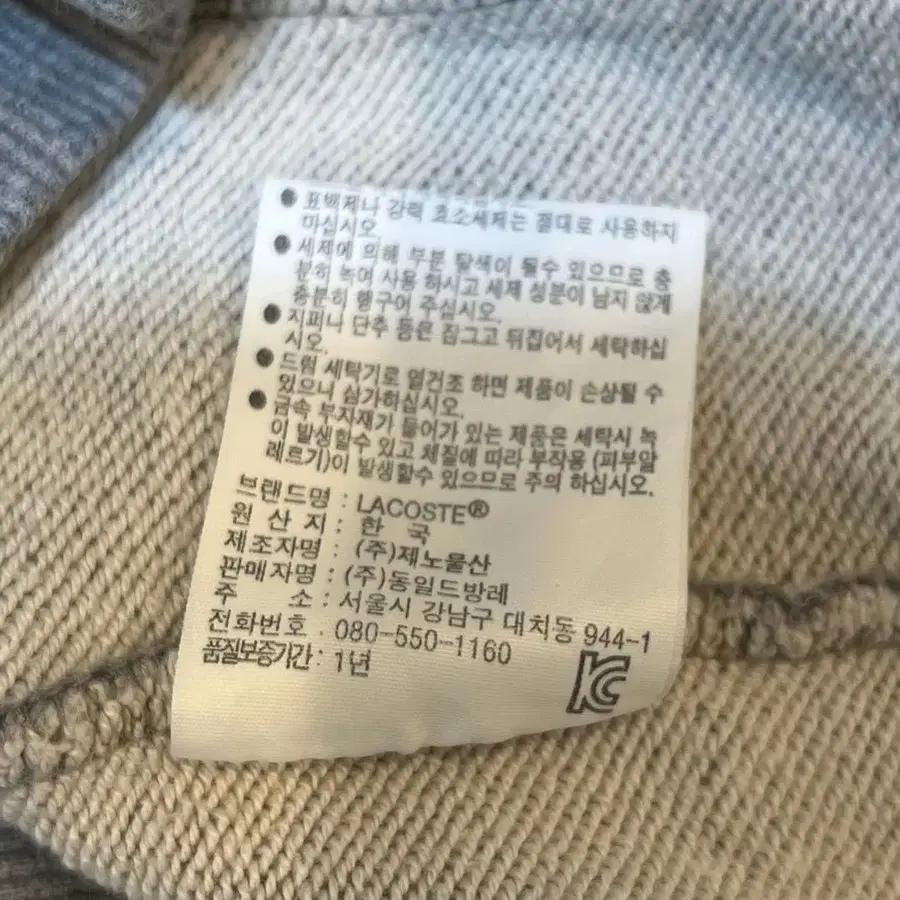 ● 표백제나 강력 효소세제는 절대로 사용하지
마십시오.
● 세제에 의해 부분 탈색이 될수 있으므로 충
분히 녹여 사용 하시고 세제 성분이 남지 않게
충분히 헹구어 주십시오.
● 지퍼나 단추 등은 잠그고 뒤집어서 세탁하십
시오.
● 드럼 세탁기로 열건조 하면 제품이 손상될 수
있으니 삼가하십시오.
● 금속 부자재가 들어가 있는 제품은 세탁시 녹
이 발생할수 있고 체질에 따라 부작용 (피부알
레르기)이 발생할수 있으므로 주의 하십시오.
브랜드명 : LACOSTE®
원 산 지 : 한 국
제조자명 : (주)제노물산
판매자명 : (주)동일드방레
주 소 : 서울시 강남구 대치동 944-1
전화번호 : 080-550-1160
품질보증기간 : 1년
KC